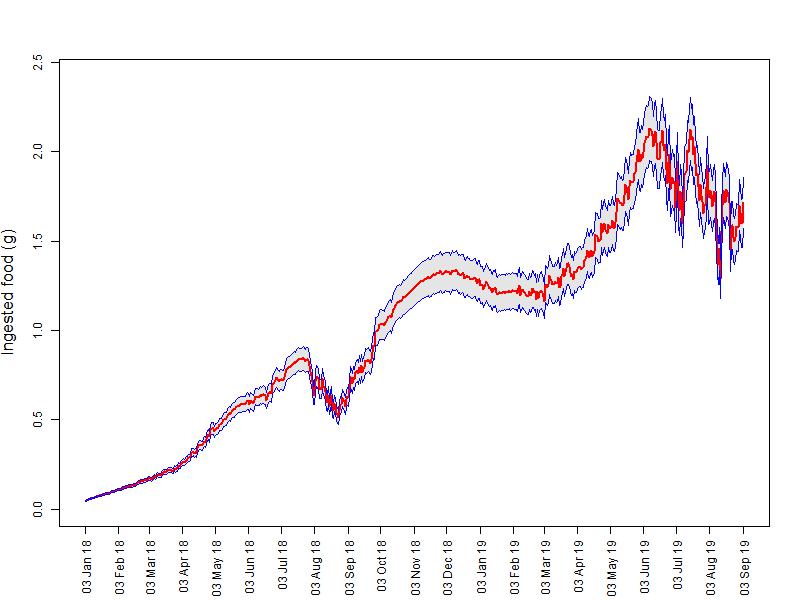 Ingested food (g)
2.5
2.0
1.5
1.0
0.5
0.0
03 Jan 18
03 Feb 18
03 Mar 18
03 Apr 18
03 May 18
03 Jun 18
03 Jul 18
03 Aug 18
03 Sep 18
03 Oct 18
03 Nov 18
03 Dec 18
03 Jan 19
03 Feb 19
03 Mar 19
03 Apr 19
03 May 19
03 Jun 19
03 Jul 19
03 Aug 19
03 Sep 19